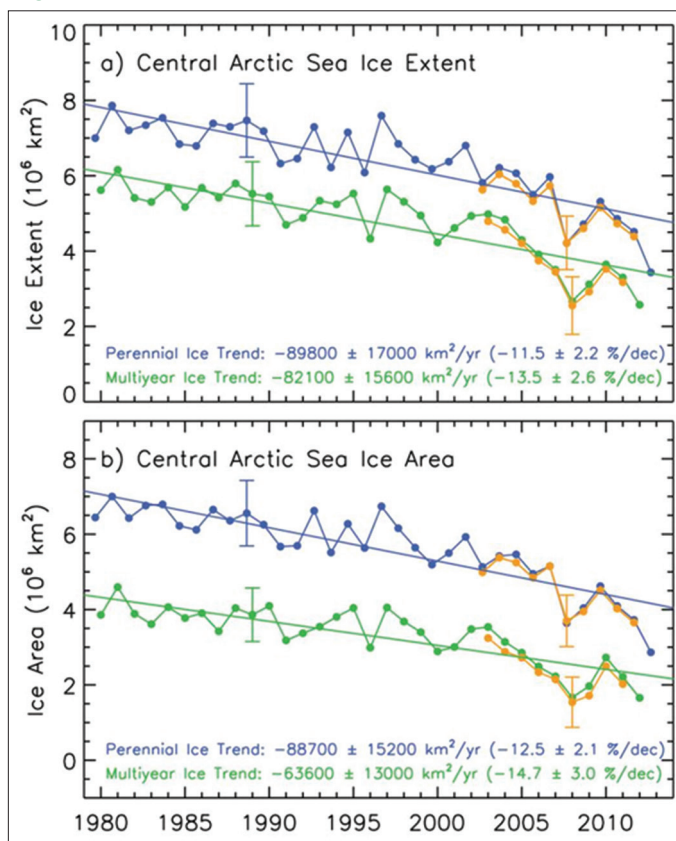 10
a) Central Arctic Sea Ice Extent
8
6
4
2
0
Ice Extent (10⁶ km²)
Perennial Ice Trend: −89800 ± 17000 km²/yr (−11.5 ± 2.2 %/dec)
Multiyear Ice Trend: −82100 ± 15600 km²/yr (−13.5 ± 2.6 %/dec)
b) Central Arctic Sea Ice Area
8
6
4
2
0
Ice Area (10⁶ km²)
Perennial Ice Trend: −88700 ± 15200 km²/yr (−12.5 ± 2.1 %/dec)
Multiyear Ice Trend: −63600 ± 13000 km²/yr (−14.7 ± 3.0 %/dec)
1980 1985 1990 1995 2000 2005 2010